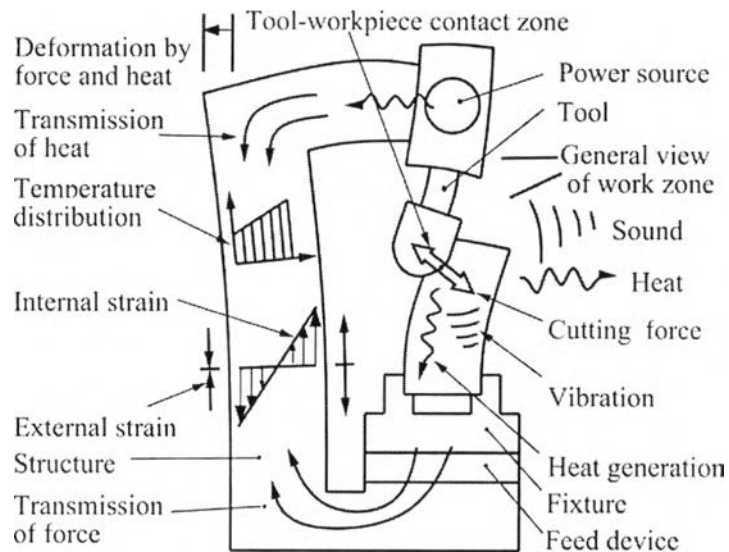 Tool-workpiece contact zone
Deformation by
force and heat
Transmission
of heat
Temperature
distribution
Internal strain
External strain
Structure
Transmission
of force
Power source
Tool
General view
of work zone
Sound
Heat
Cutting force
Vibration
Heat generation
Fixture
Feed device